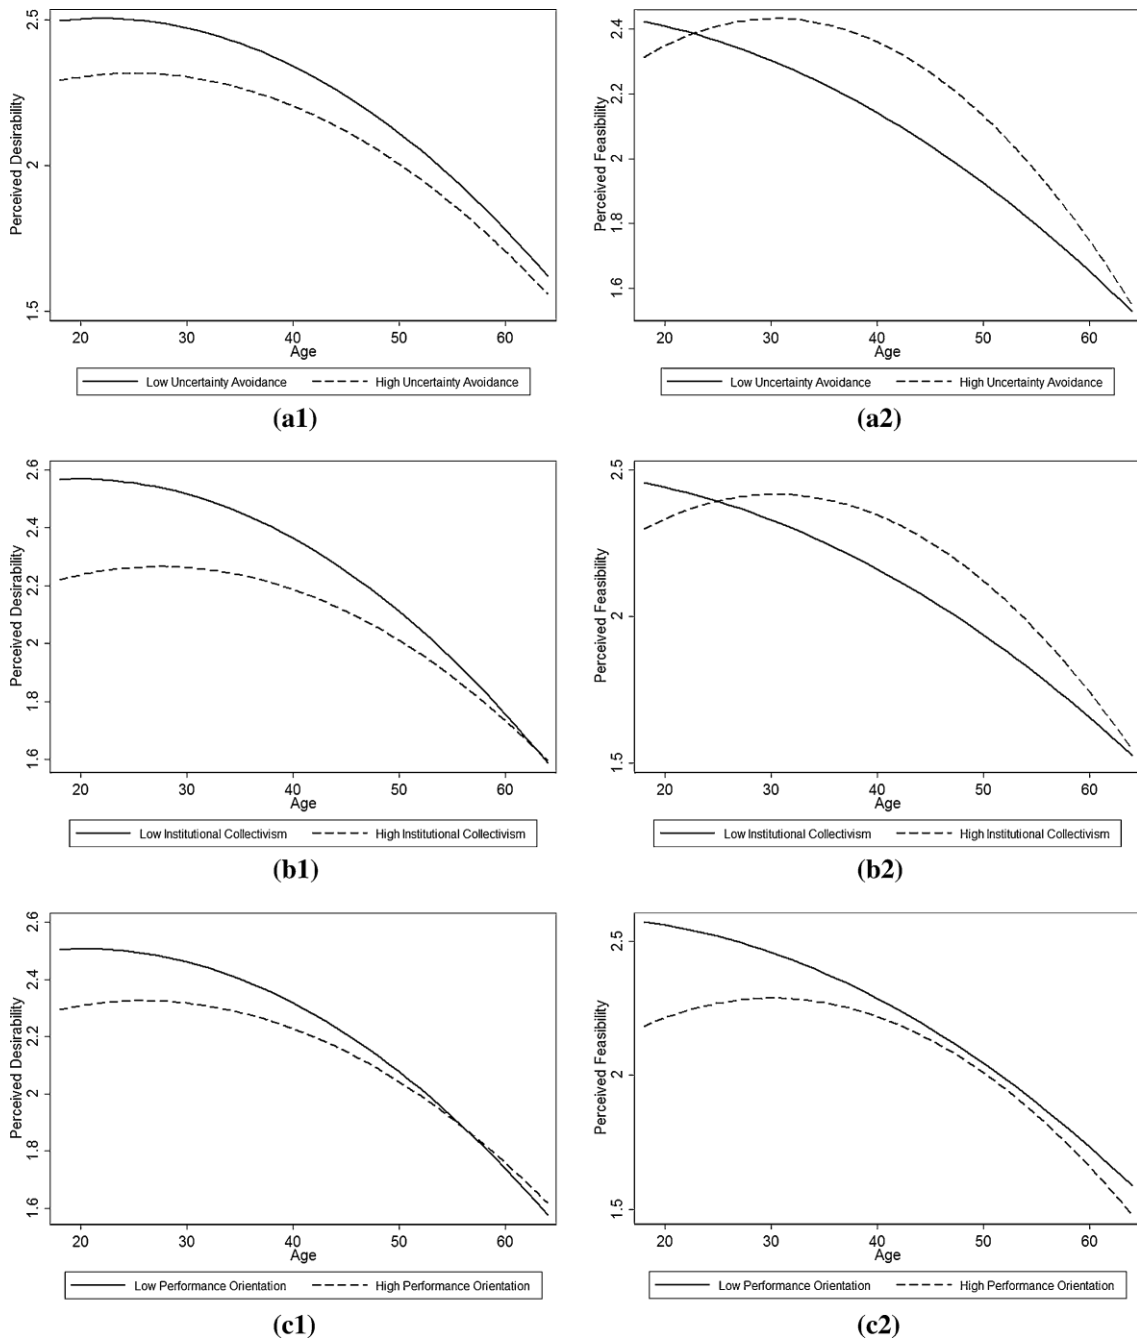 2.5
2
1.5
Perceived Desirability
20 30 40 50 60
Age
Low Uncertainty Avoidance High Uncertainty Avoidance
(a1)
2.4
2.2
2
1.8
1.6
Perceived Feasibility
20 30 40 50 60
Age
Low Uncertainty Avoidance High Uncertainty Avoidance
(a2)
2.6
2.4
2.2
2
1.8
1.6
Perceived Desirability
20 30 40 50 60
Age
Low Institutional Collectivism High Institutional Collectivism
(b1)
2.5
2
1.5
Perceived Feasibility
20 30 40 50 60
Age
Low Institutional Collectivism High Institutional Collectivism
(b2)
2.6
2.4
2.2
2
1.8
1.6
Perceived Desirability
20 30 40 50 60
Age
Low Performance Orientation High Performance Orientation
(c1)
2.5
2
1.5
Perceived Feasibility
20 30 40 50 60
Age
Low Performance Orientation High Performance Orientation
(c2)